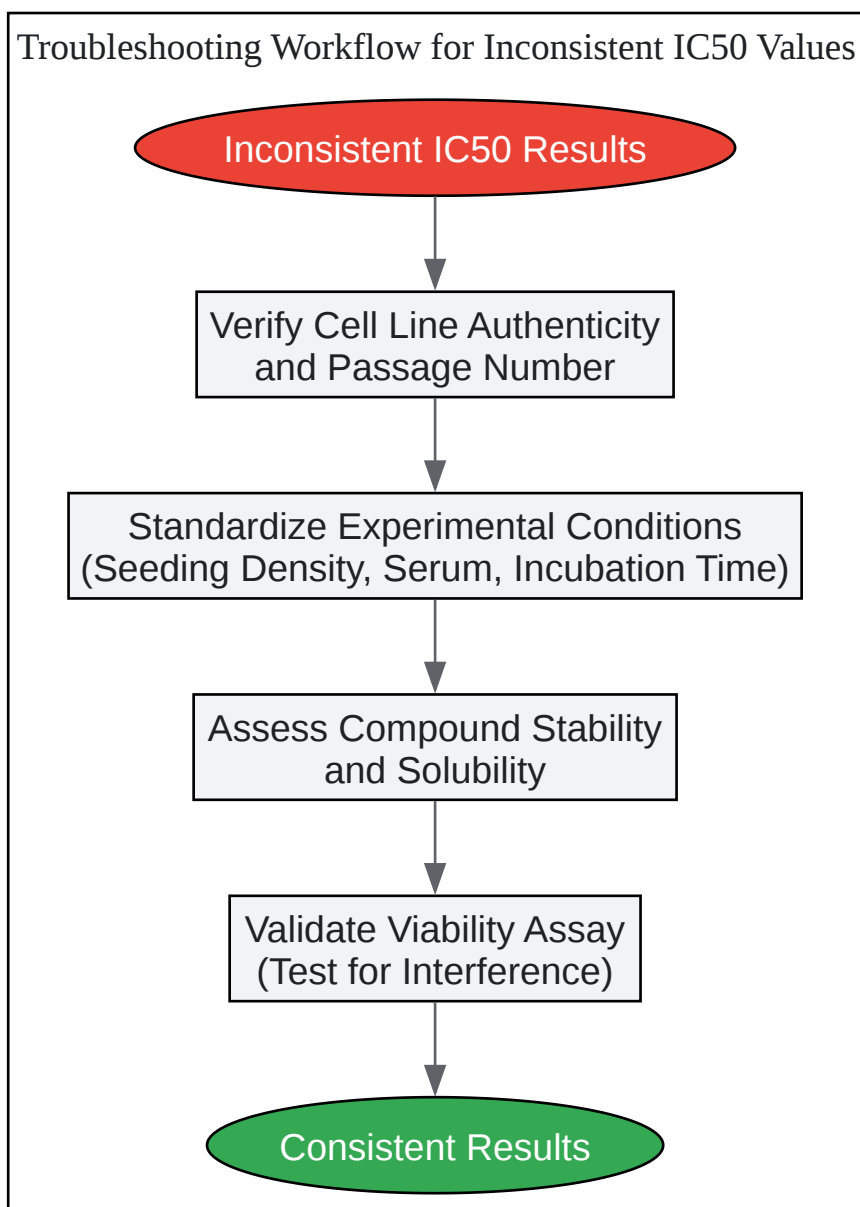 Troubleshooting Workflow for Inconsistent IC50 Values
Inconsistent IC50 Results
Verify Cell Line Authenticity
and Passage Number
Standardize Experimental Conditions
(Seeding Density, Serum, Incubation Time)
Assess Compound Stability
and Solubility
Validate Viability Assay
(Test for Interference)
Consistent Results